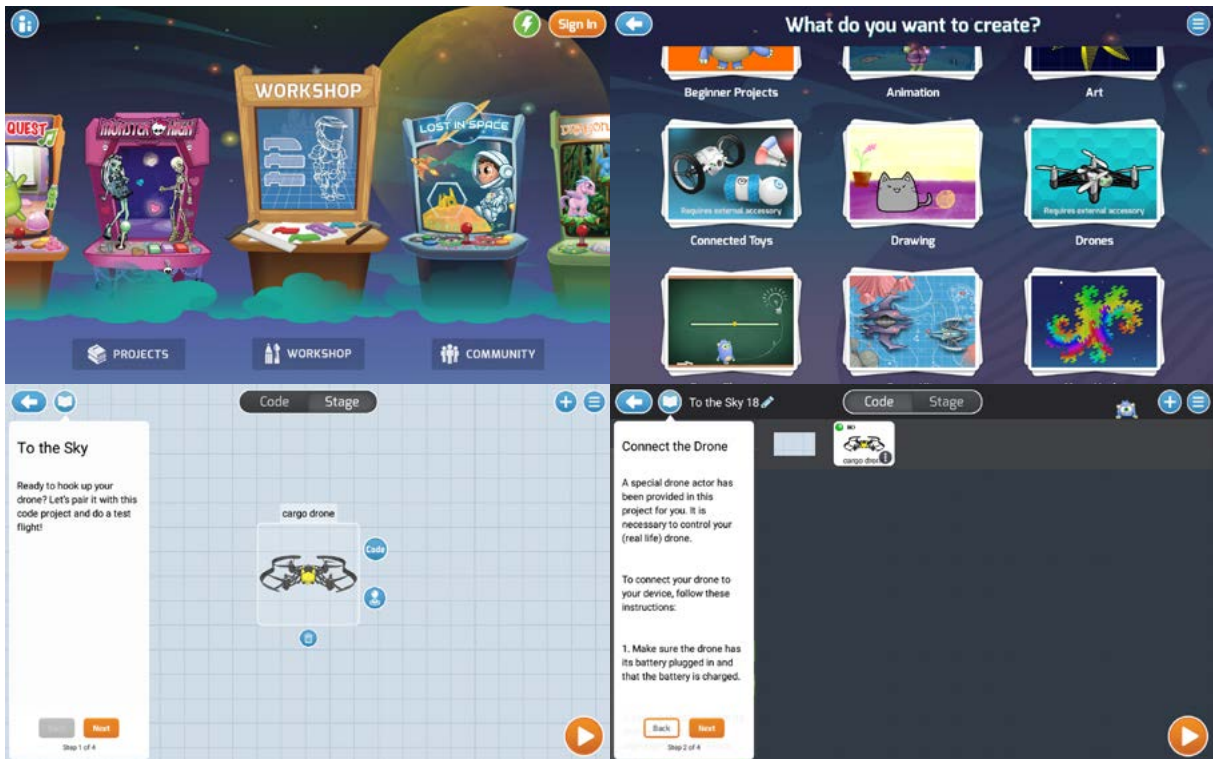 Sign In
QUEST
MONSTER HIGH
WORKSHOP
LOST IN SPACE
PROJECTS
WORKSHOP
COMMUNITY
What do you want to create?
Beginner Projects
Animation
Art
Requires external accessory
Requires external accessory
Connected Toys
Drawing
Drones
Code
Stage
To the Sky
Ready to hook up your
drone? Let's pair it with this
code project and do a test
flight!
cargo drone
Code
Next
Step 1 of 4
To the Sky 18
Code
Stage
Connect the Drone
A special drone actor has
been provided in this
project for you. It is
necessary to control your
(real life) drone.
To connect your drone to
your device, follow these
instructions:
1. Make sure the drone has
its battery plugged in and
that the battery is charged.
Back
Next
Step 2 of 4